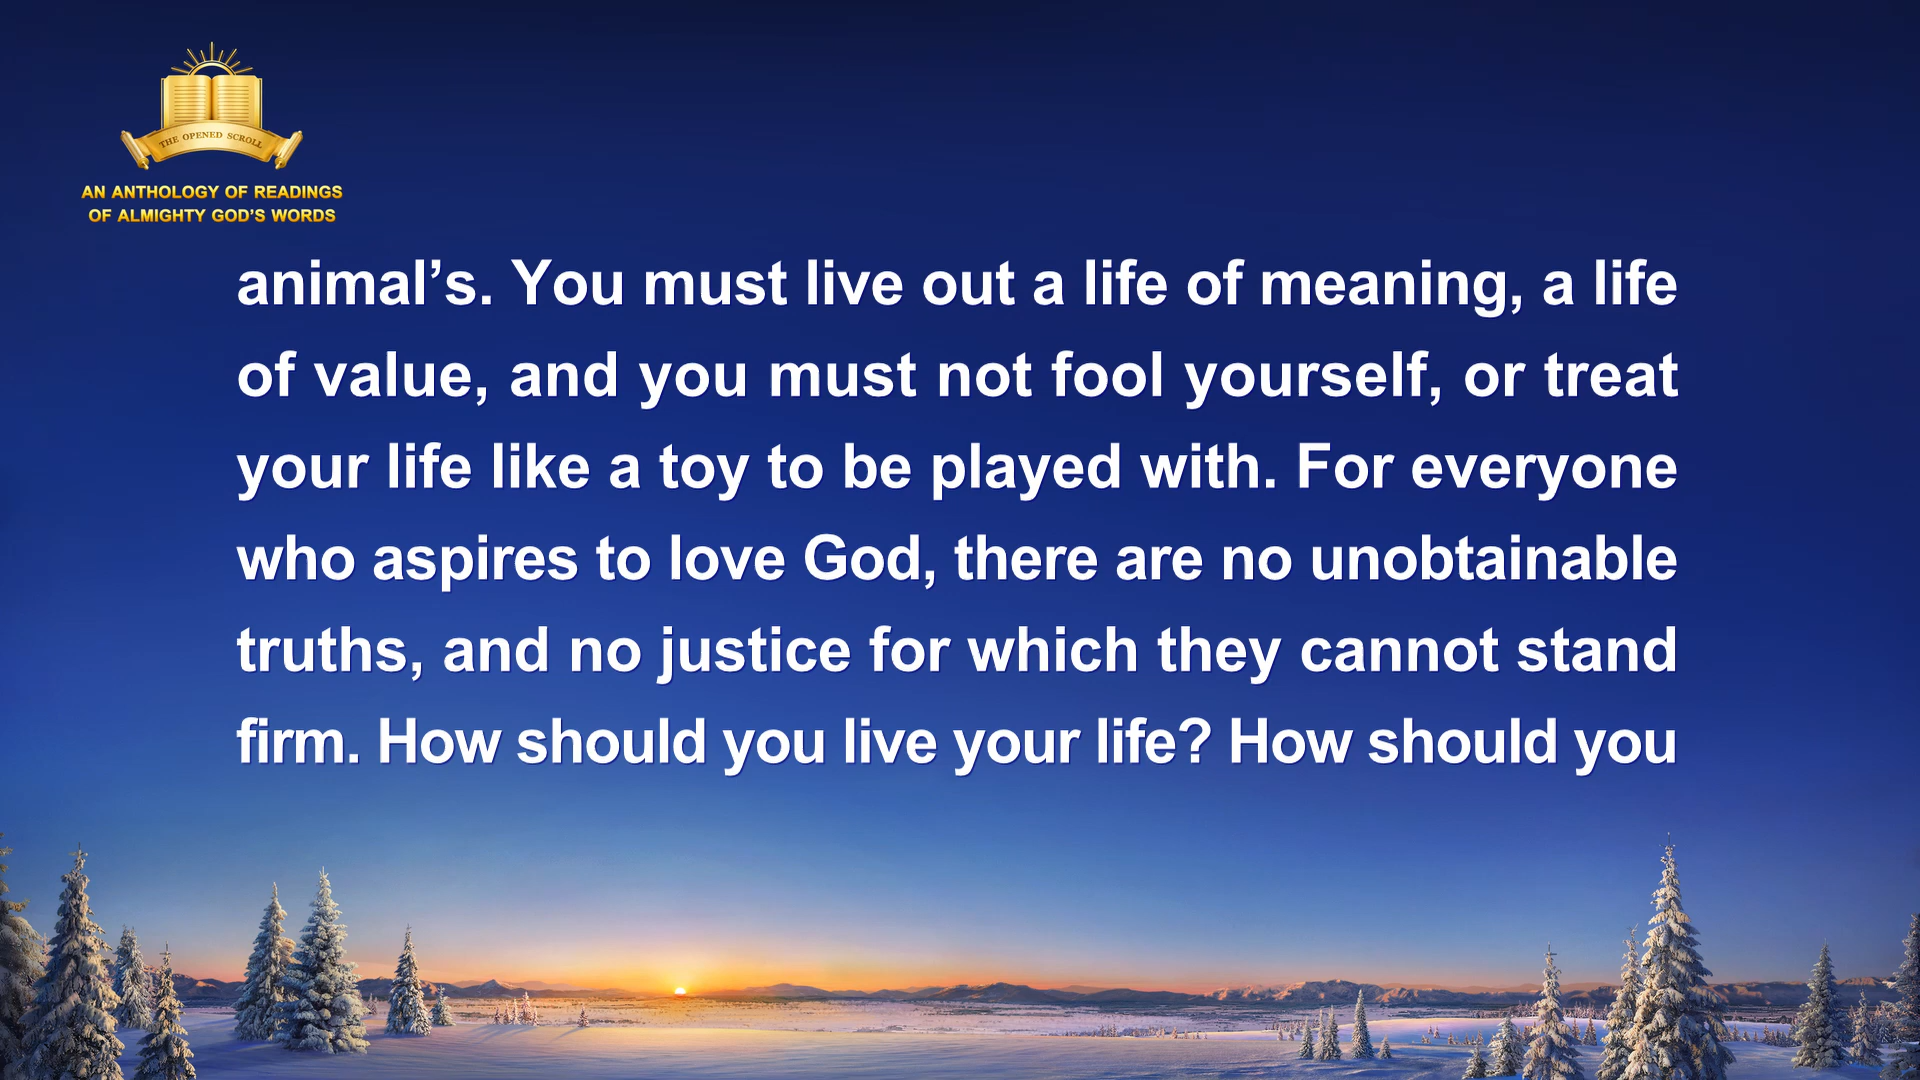 THE OPENED SCROLL
AN ANTHOLOGY OF READINGS
OF ALMIGHTY GOD’S WORDS
animal’s. You must live out a life of meaning, a life
of value, and you must not fool yourself, or treat
your life like a toy to be played with. For everyone
who aspires to love God, there are no unobtainable
truths, and no justice for which they cannot stand
firm. How should you live your life? How should you